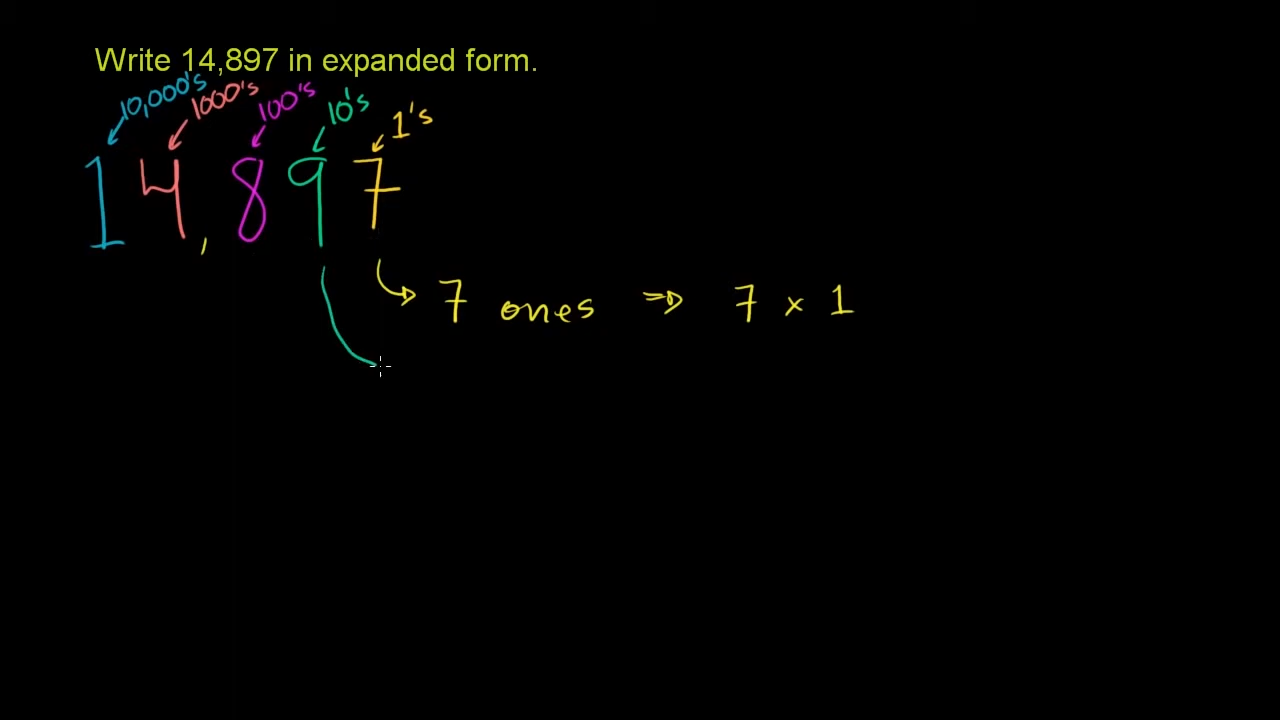 Write 14,897 in expanded form.
10,000's 1000's 100's 10's 1's
14,897
7 ones ⇒ 7 × 1